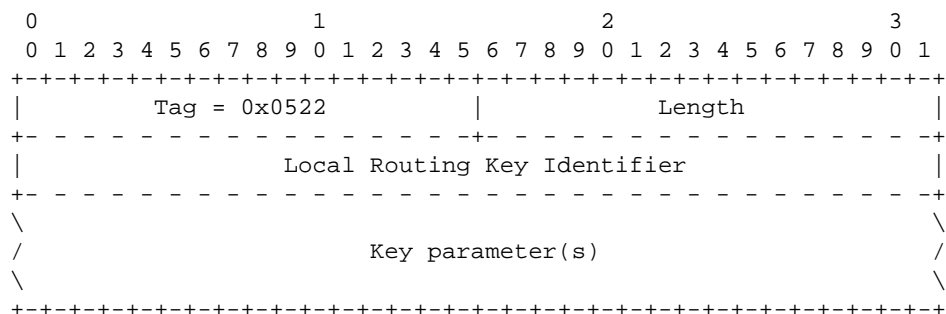 0                   1                   2                   3
 0 1 2 3 4 5 6 7 8 9 0 1 2 3 4 5 6 7 8 9 0 1 2 3 4 5 6 7 8 9 0 1
+-+-+-+-+-+-+-+-+-+-+-+-+-+-+-+-+-+-+-+-+-+-+-+-+-+-+-+-+-+-+-+-+
|         Tag = 0x0522          |            Length             |
+- - - - - - - - - - - - - - - -+- - - - - - - - - - - - - - - -+
|                  Local Routing Key Identifier                 |
+- - - - - - - - - - - - - - - - - - - - - - - - - - - - - - - -+
\                                                               \
/                        Key parameter(s)                       /
\                                                               \
+-+-+-+-+-+-+-+-+-+-+-+-+-+-+-+-+-+-+-+-+-+-+-+-+-+-+-+-+-+-+-+-+